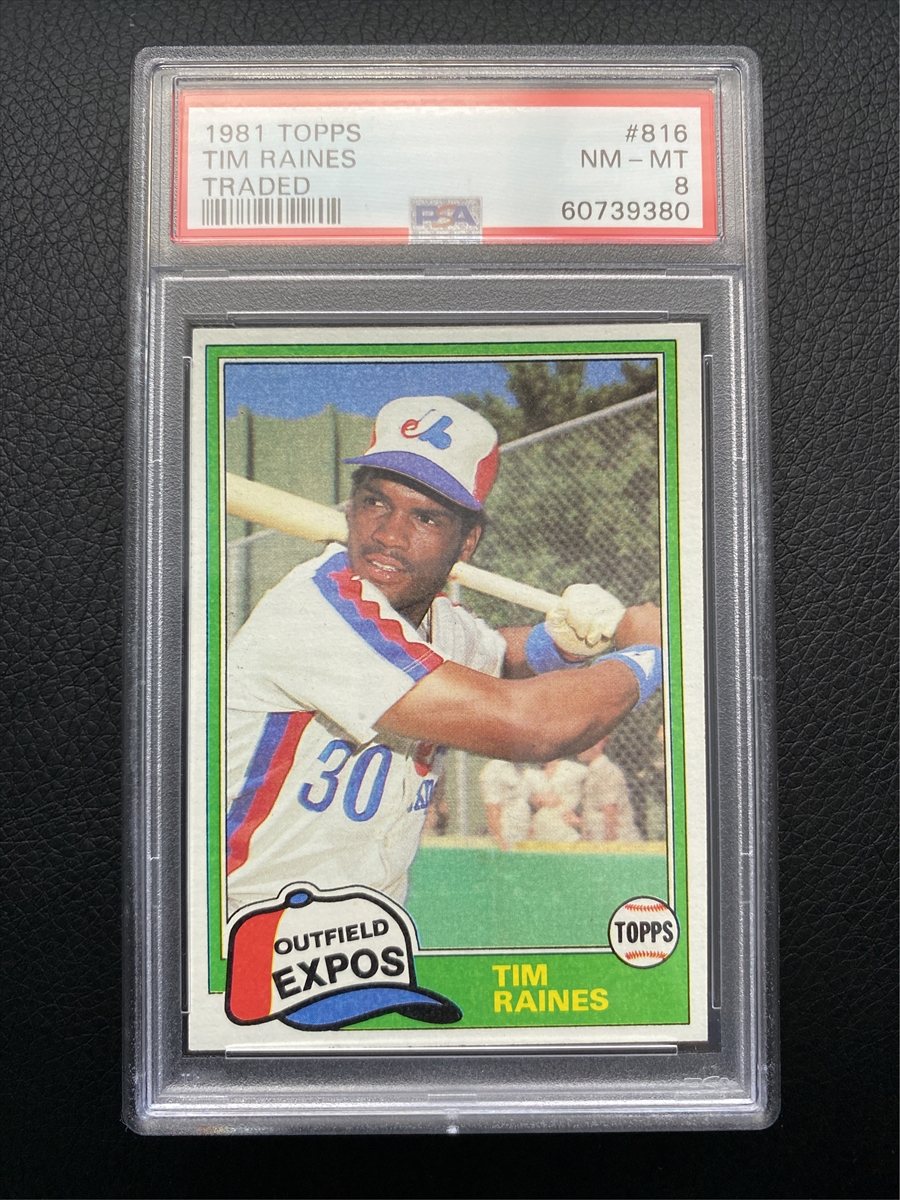 1981 TOPPS #816
TIM RAINES NM – MT
TRADED 8
PSA 60739380
30
OUTFIELD
EXPOS
TOPPS
TIM
RAINES